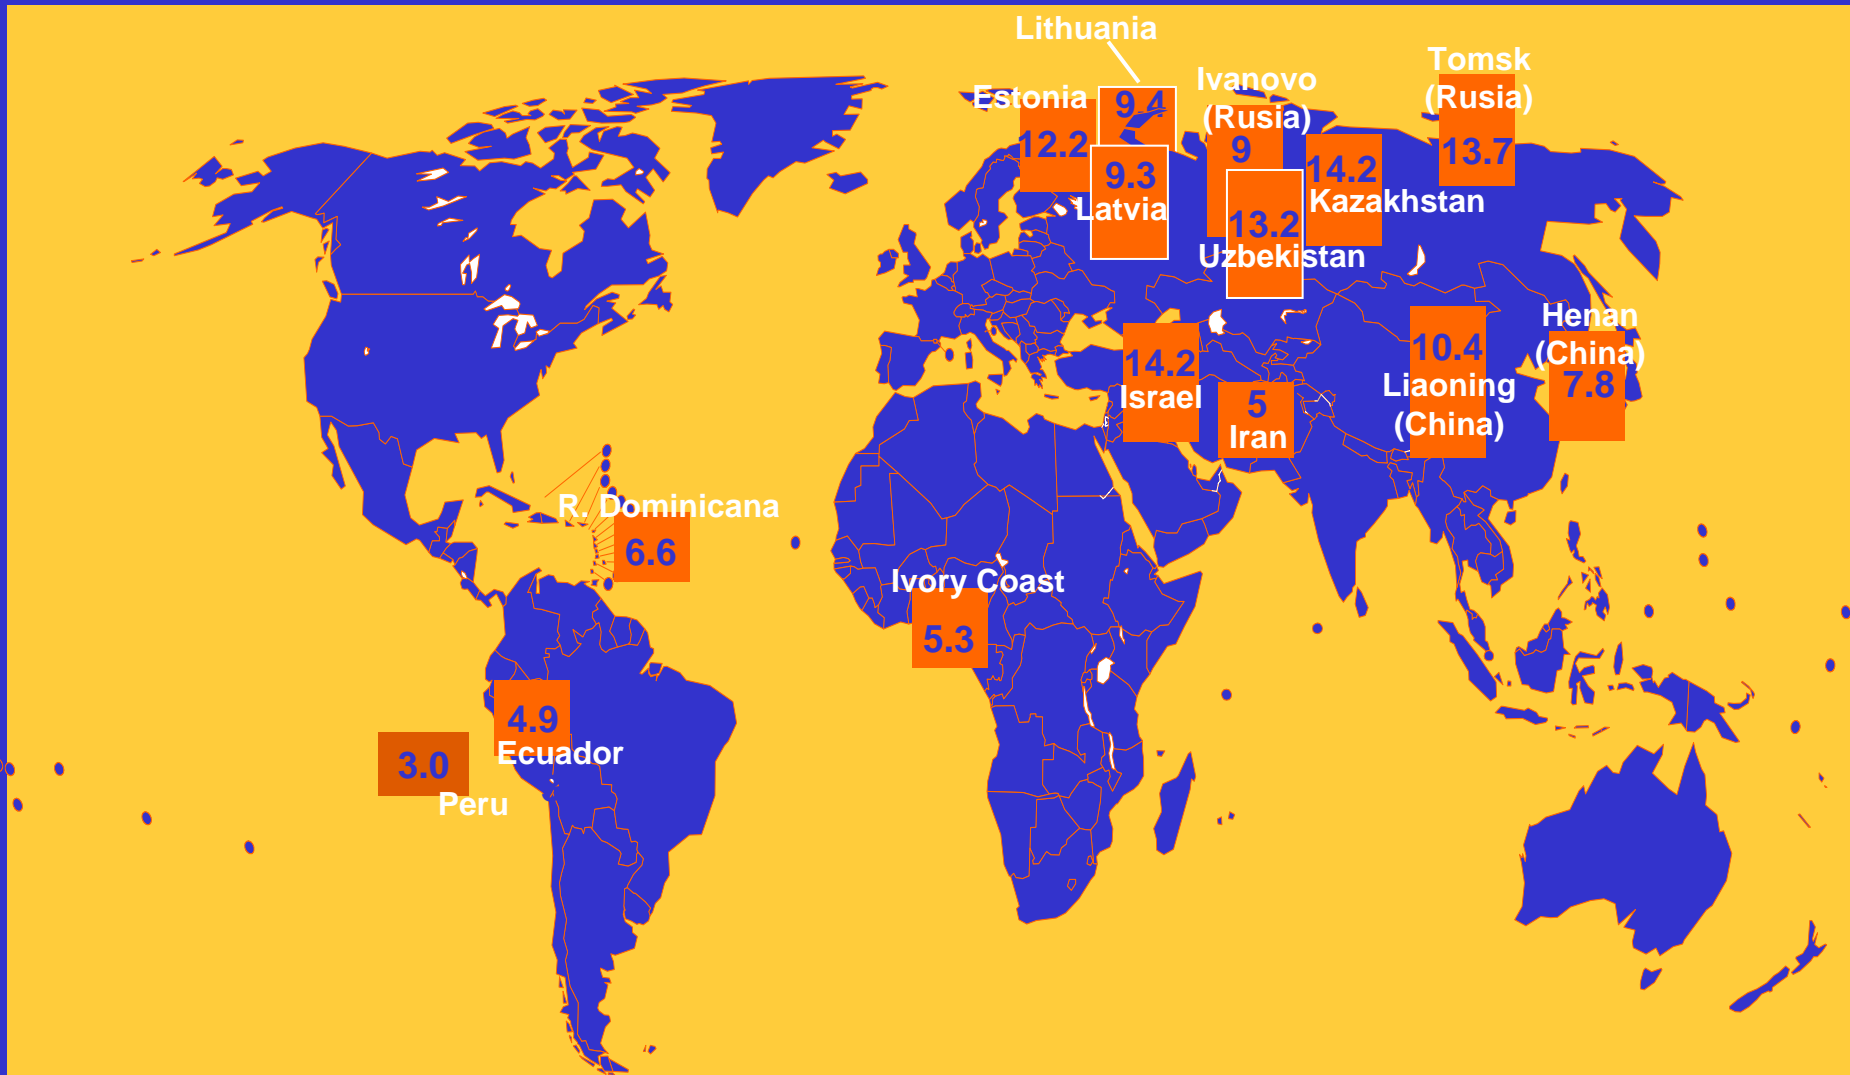 Lithuania
9.4
Estonia
12.2
9.3
Latvia
Ivanovo
(Rusia)
9
13.2
Uzbekistan
14.2
Kazakhstan
Tomsk
(Rusia)
13.7
Henan
(China)
7.8
10.4
Liaoning
(China)
14.2
Israel
5
Iran
R. Dominicana
6.6
Ivory Coast
5.3
4.9
Ecuador
3.0
Peru